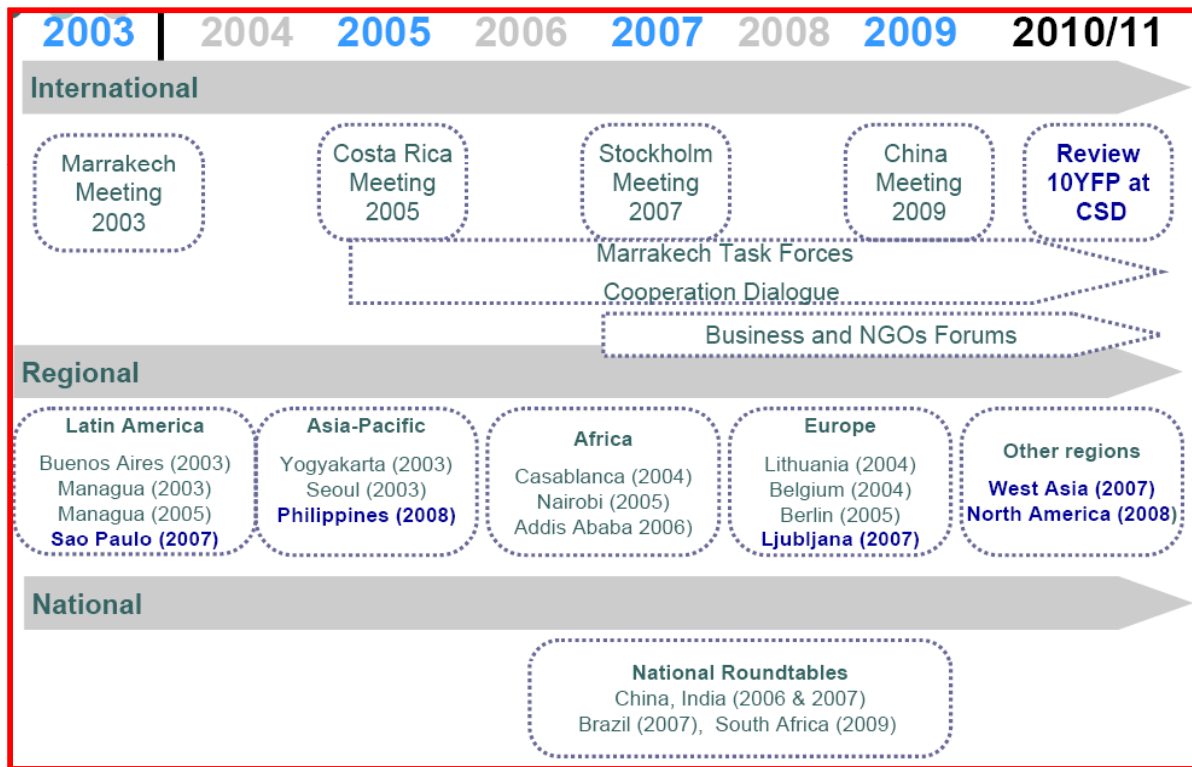 2003 2004 2005 2006 2007 2008 2009 2010/11
International
Marrakech
Meeting
2003
Costa Rica
Meeting
2005
Stockholm
Meeting
2007
China
Meeting
2009
Review
10YFP at
CSD
Marrakech Task Forces
Cooperation Dialogue
Business and NGOs Forums
Regional
Latin America
Buenos Aires (2003)
Managua (2003)
Managua (2005)
Sao Paulo (2007)
Asia-Pacific
Yogyakarta (2003)
Seoul (2003)
Philippines (2008)
Africa
Casablanca (2004)
Nairobi (2005)
Addis Ababa 2006)
Europe
Lithuania (2004)
Belgium (2004)
Berlin (2005)
Ljubljana (2007)
Other regions
West Asia (2007)
North America (2008)
National
National Roundtables
China, India (2006 & 2007)
Brazil (2007), South Africa (2009)